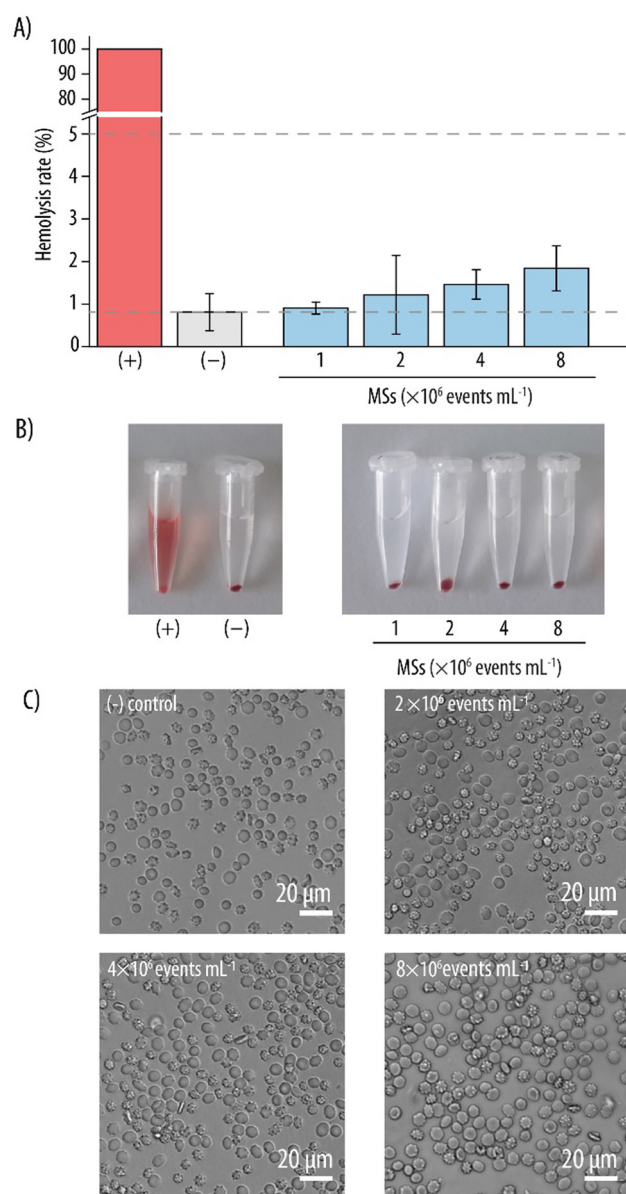 A)
100
90
80
5
4
3
2
1
0
Hemolysis rate (%)
(+) (−) 1 2 4 8
MSs (×10⁶ events mL⁻¹)
B)
(+) (−) 1 2 4 8
MSs (×10⁶ events mL⁻¹)
C)
(-) control
20 μm
2×10⁶ events mL⁻¹
20 μm
4×10⁶ events mL⁻¹
20 μm
8×10⁶ events mL⁻¹
20 μm